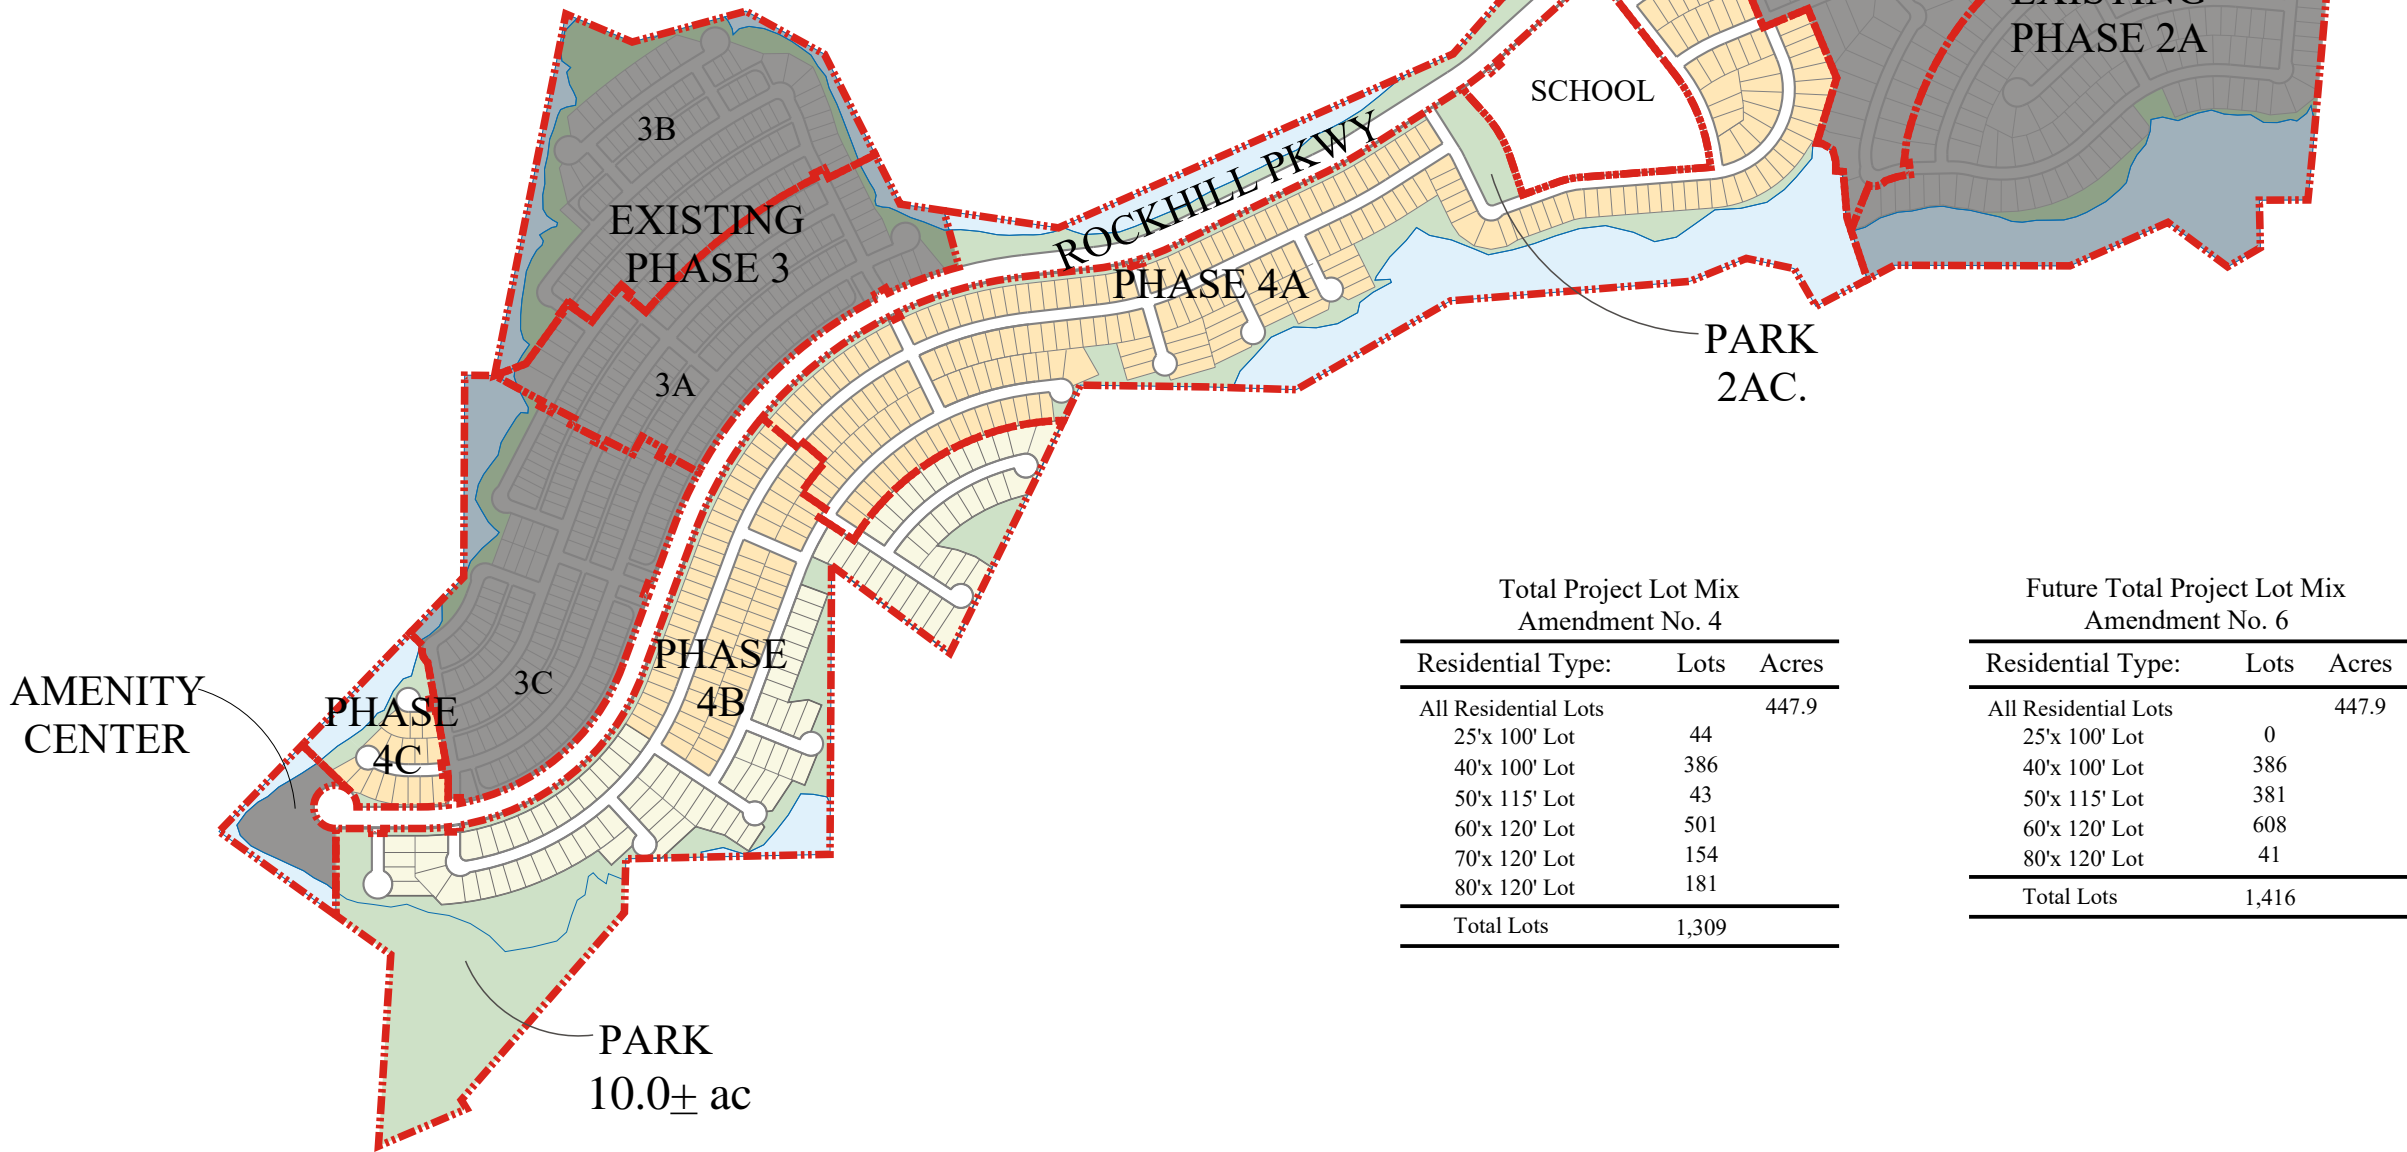 EXISTING
PHASE 2A
SCHOOL
3B
ROCKHILL PKWY
EXISTING
PHASE 3
PHASE 4A
PARK
2AC.
3A
Total Project Lot Mix
Amendment No. 4
Residential Type: Lots Acres
All Residential Lots 447.9
25'x 100' Lot 44
40'x 100' Lot 386
50'x 115' Lot 43
60'x 120' Lot 501
70'x 120' Lot 154
80'x 120' Lot 181
Total Lots 1,309
Future Total Project Lot Mix
Amendment No. 6
Residential Type: Lots Acres
All Residential Lots 447.9
25'x 100' Lot 0
40'x 100' Lot 386
50'x 115' Lot 381
60'x 120' Lot 608
80'x 120' Lot 41
Total Lots 1,416
PHASE
4B
3C
AMENITY
CENTER
PHASE
4C
PARK
10.0± ac